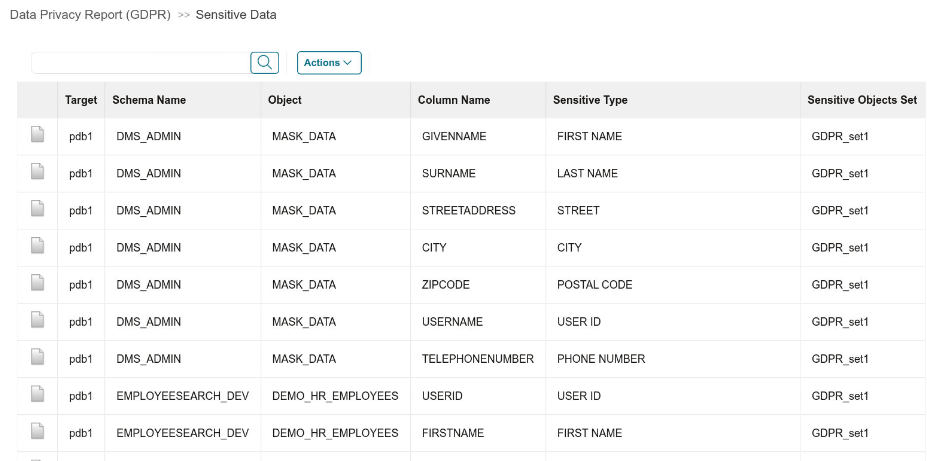 Data Privacy Report (GDPR) >> Sensitive Data
Actions
Target Schema Name Object Column Name Sensitive Type Sensitive Objects Set
pdb1 DMS_ADMIN MASK_DATA GIVENNAME FIRST NAME GDPR_set1
pdb1 DMS_ADMIN MASK_DATA SURNAME LAST NAME GDPR_set1
pdb1 DMS_ADMIN MASK_DATA STREETADDRESS STREET GDPR_set1
pdb1 DMS_ADMIN MASK_DATA CITY CITY GDPR_set1
pdb1 DMS_ADMIN MASK_DATA ZIPCODE POSTAL CODE GDPR_set1
pdb1 DMS_ADMIN MASK_DATA USERNAME USER ID GDPR_set1
pdb1 DMS_ADMIN MASK_DATA TELEPHONENUMBER PHONE NUMBER GDPR_set1
pdb1 EMPLOYEESEARCH_DEV DEMO_HR_EMPLOYEES USERID USER ID GDPR_set1
pdb1 EMPLOYEESEARCH_DEV DEMO_HR_EMPLOYEES FIRSTNAME FIRST NAME GDPR_set1